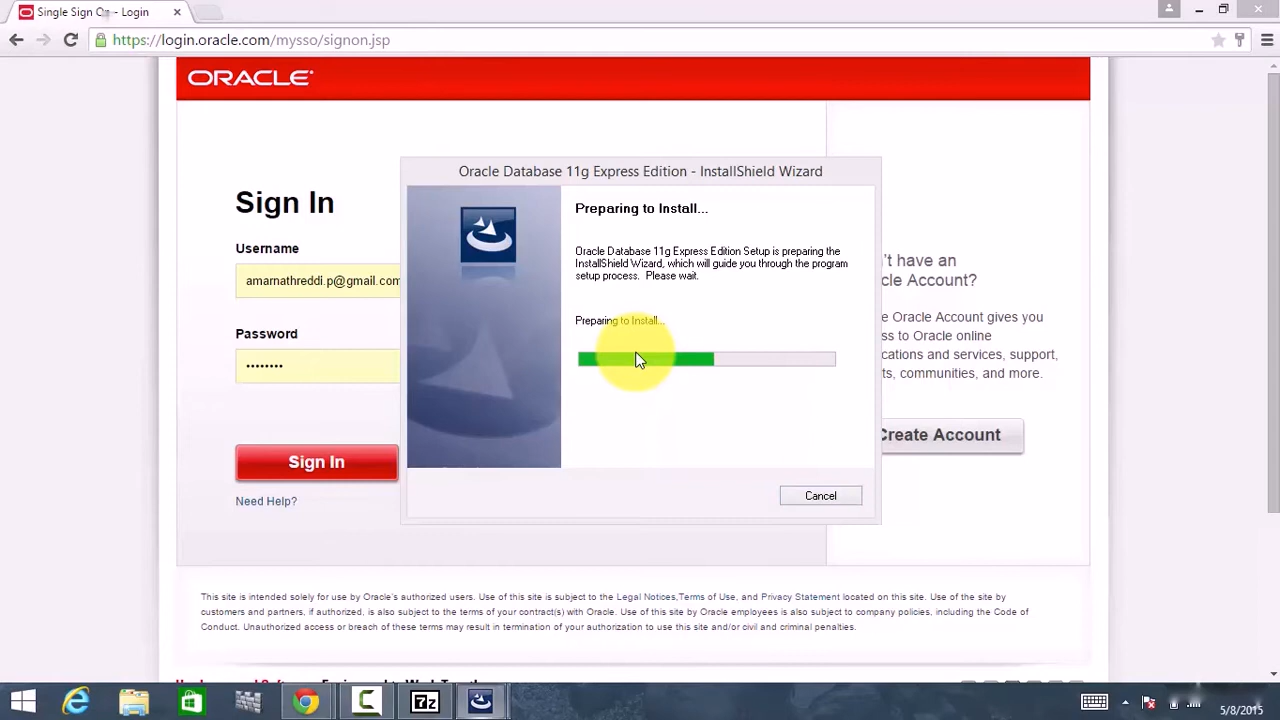 Single Sign On - Login
https://login.oracle.com/mysso/signon.jsp
ORACLE
Sign In
Username
amarnathreddi.p@gmail.com
Password
••••••••
Sign In
Need Help?
Oracle Database 11g Express Edition - InstallShield Wizard
Preparing to Install...
Oracle Database 11g Express Edition Setup is preparing the
InstallShield Wizard, which will guide you through the program
setup process. Please wait.
Preparing to Install...
Cancel
't have an
cle Account?
e Oracle Account gives you
ess to Oracle online
cations and services, support,
ts, communities, and more.
Create Account
This site is intended solely for use by Oracle's authorized users. Use of this site is subject to the Legal Notices,Terms of Use, and Privacy Statement located on this site. Use of the site by
customers and partners, if authorized, is also subject to the terms of your contract(s) with Oracle. Use of this site by Oracle employees is also subject to company policies, including the Code of
Conduct. Unauthorized access or breach of these terms may result in termination of your authorization to use this site and/or civil and criminal penalties.
7z
5/8/2015